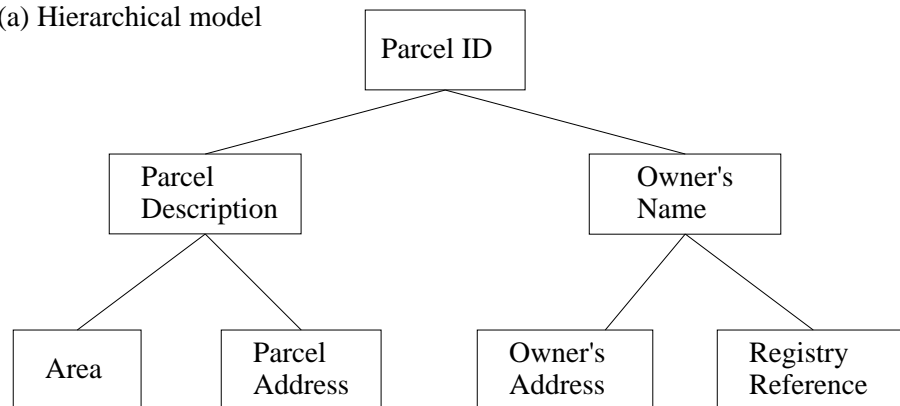 (a) Hierarchical model
Parcel ID
Parcel
Description
Owner's
Name
Area
Parcel
Address
Owner's
Address
Registry
Reference